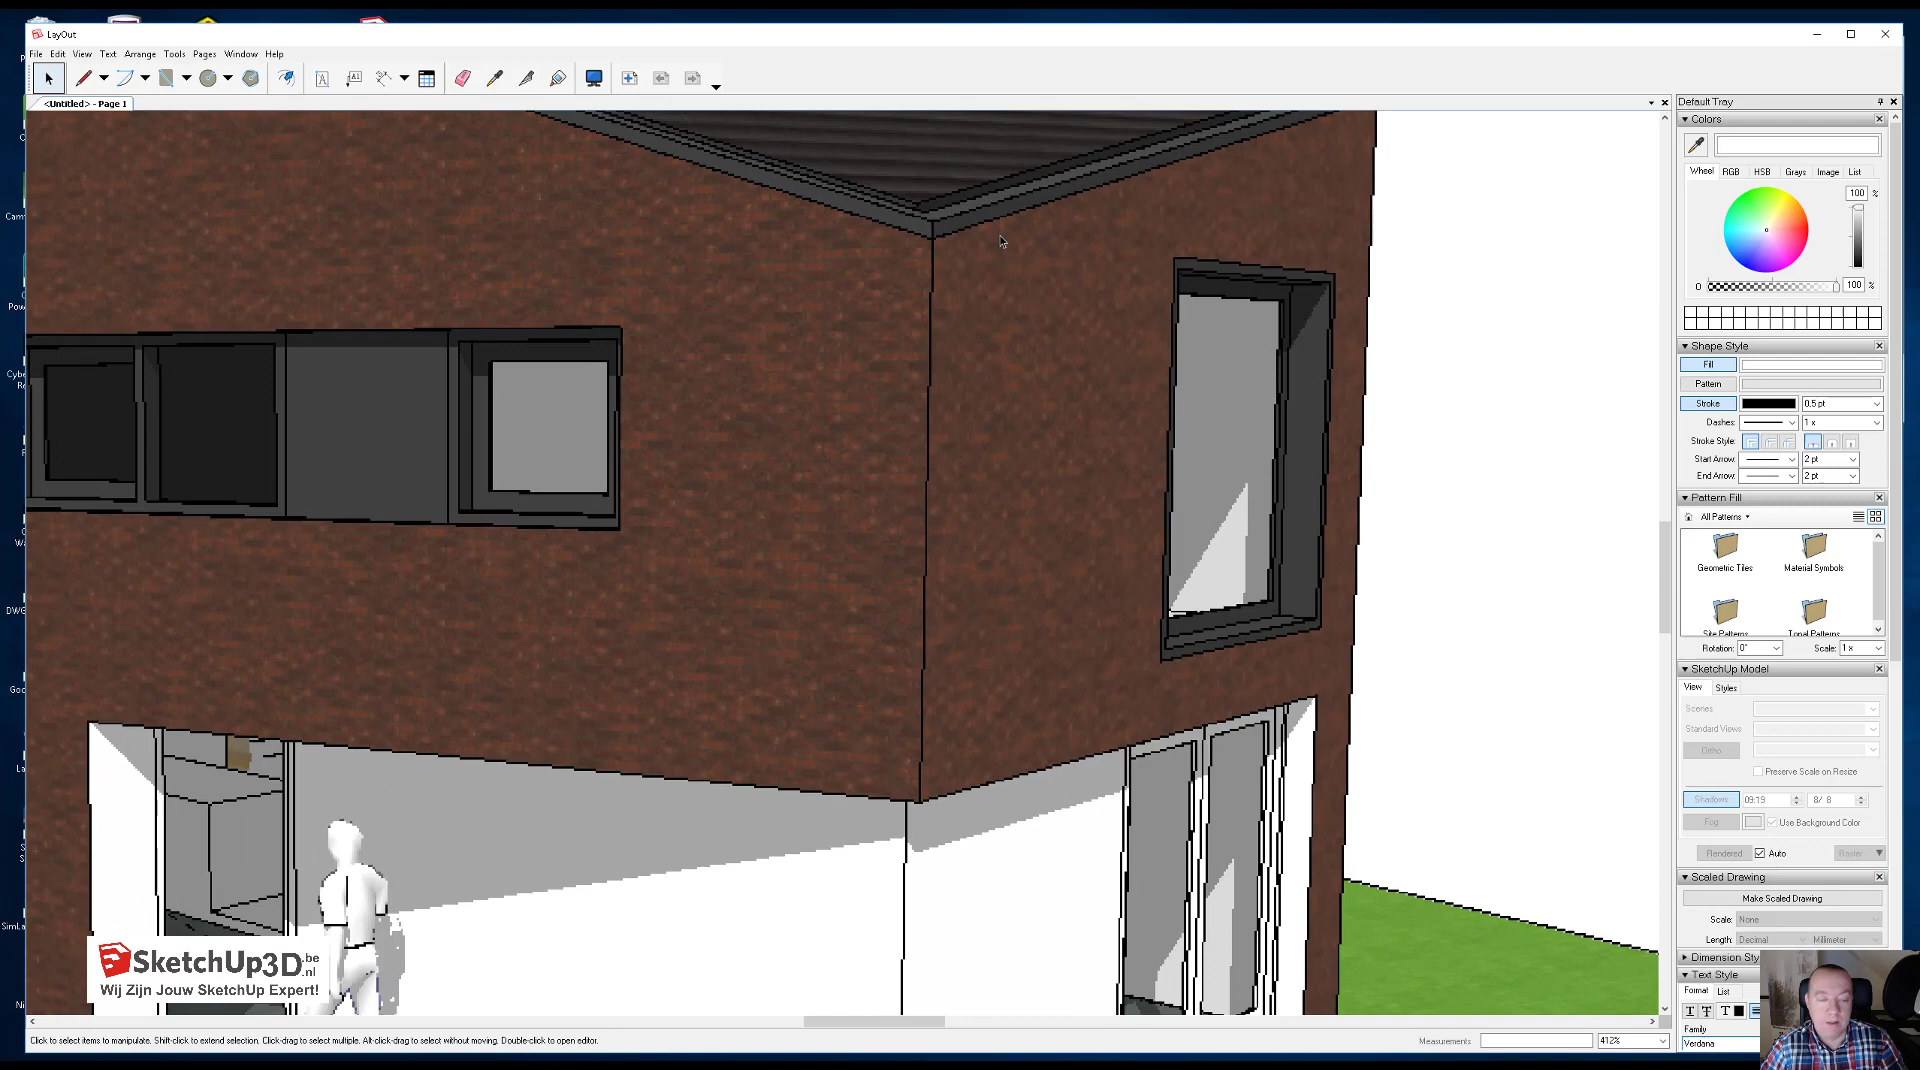 LayOut
File Edit View Text Arrange Tools Pages Window Help
<Untitled> - Page 1
Default Tray
Colors
Wheel RGB HSB Grays Image List
100 %
0 100 %
Shape Style
Fill
Pattern
Stroke 0.5 pt
Dashes: 1 x
Stroke Style:
Start Arrow: 2 pt
End Arrow: 2 pt
Pattern Fill
All Patterns
Geometric Tiles Material Symbols
Site Patterns Tonal Patterns
Rotation: 0° Scale: 1 x
SketchUp Model
View Styles
Scenes
Standard Views
Ortho
Preserve Scale on Resize
Shadows 09:19 8/ 8
Fog Use Background Color
Rendered Auto Raster
Scaled Drawing
Make Scaled Drawing
Scale: None
Length: Decimal Millimeter
Dimension Sty
Text Style
Format List
Family
Verdana
SketchUp3D.be
.nl
Wij Zijn Jouw SketchUp Expert!
Click to select items to manipulate. Shift-click to extend selection. Click-drag to select multiple. Alt-click-drag to select without moving. Double-click to open editor.
Measurements 412%